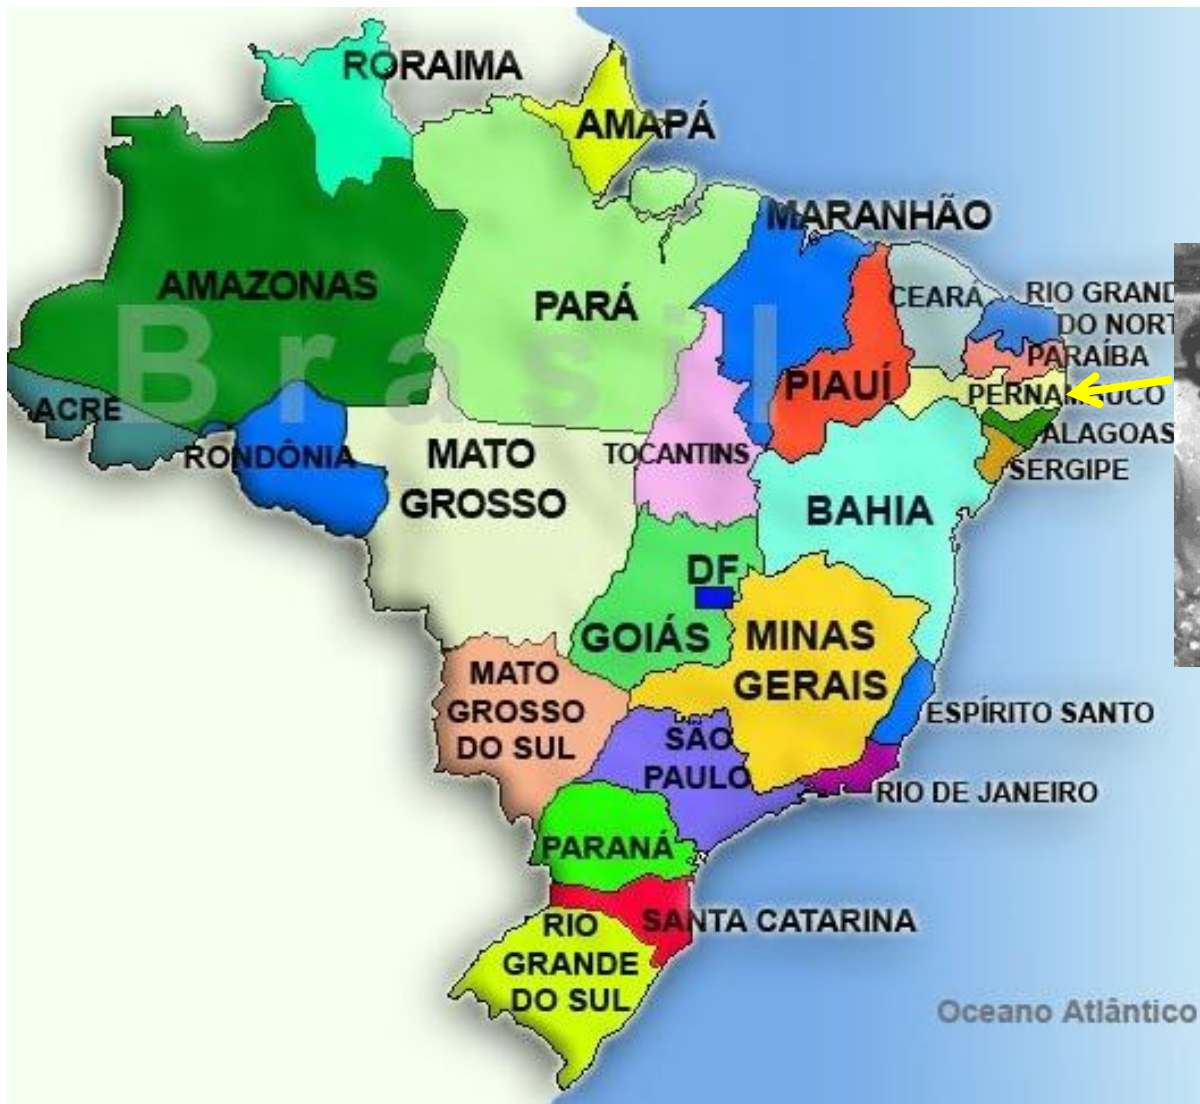 RORAIMA
AMAPÁ
MARANHÃO
AMAZONAS
PARÁ
CEARÁ
RIO GRAND
DO NORT
Brasil
PARAÍBA
PIAUÍ
PERNAMBUCO
ACRE
RONDÔNIA
MATO
GROSSO
TOCANTINS
ALAGOAS
SERGIPE
BAHIA
DF
GOIÁS
MINAS
GERAIS
MATO
GROSSO
DO SUL
ESPÍRITO SANTO
SÃO
PAULO
RIO DE JANEIRO
PARANÁ
SANTA CATARINA
RIO
GRANDE
DO SUL
Oceano Atlântico